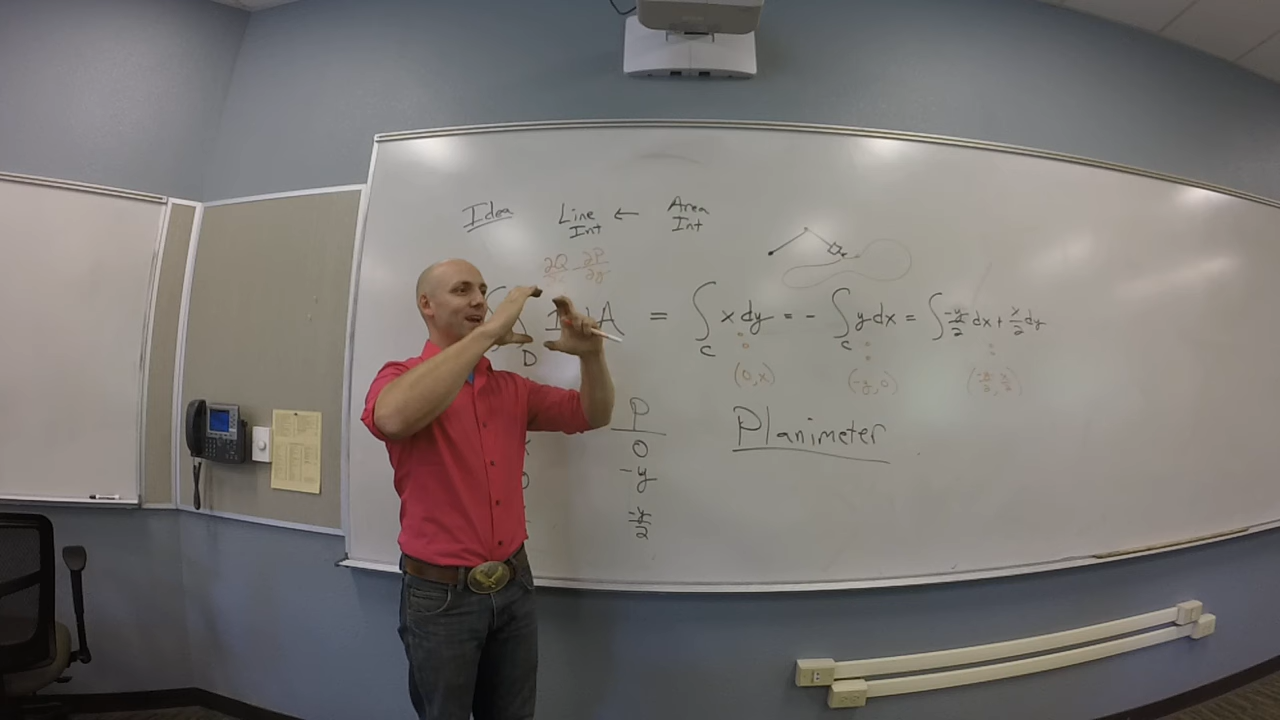 Idea Line Int ← Area Int
∂Q ∂P
∂y
∫ 1 dA = ∫ x dy = - ∫ y dx = ∫ -y/2 dx + x/2 dy
D C C
(0, x) (-y, 0) (-y/2, x/2)
P
Planimeter
0
-y
-y/2